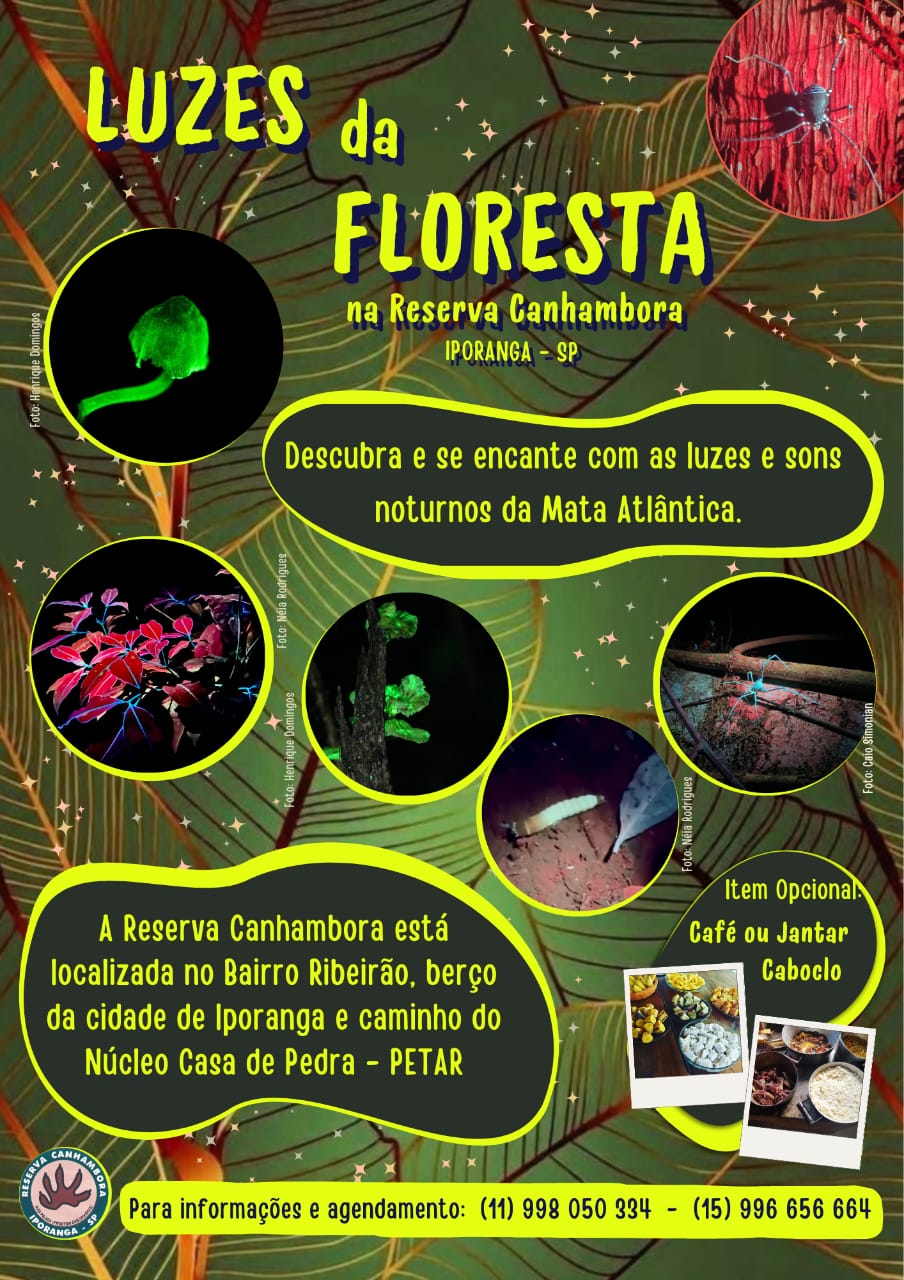 LUZES da
FLORESTA
na Reserva Canhambora
IPORANGA - SP
Foto: Henrique Domingos
Descubra e se encante com as luzes e sons
noturnos da Mata Atlântica.
Foto: Néia Rodrigues
Foto: Henrique Domingos
Foto: Caio Simonian
Foto: Néia Rodrigues
A Reserva Canhambora está
localizada no Bairro Ribeirão, berço
da cidade de Iporanga e caminho do
Núcleo Casa de Pedra - PETAR
Item Opcional:
Café ou Jantar
Caboclo
RESERVA CANHAMBORA
IPORANGA - SP
Para informações e agendamento: (11) 998 050 334 - (15) 996 656 664